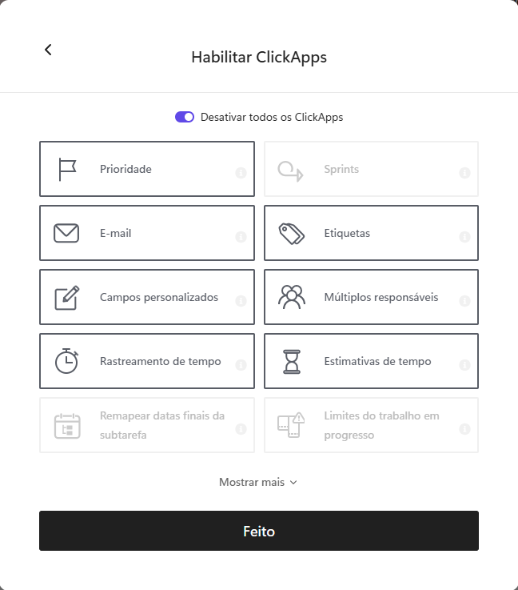 Habilitar ClickApps
Desativar todos os ClickApps
Prioridade
Sprints
E-mail
Etiquetas
Campos personalizados
Múltiplos responsáveis
Rastreamento de tempo
Estimativas de tempo
Remapear datas finais da
subtarefa
Limites do trabalho em
progresso
Mostrar mais
Feito